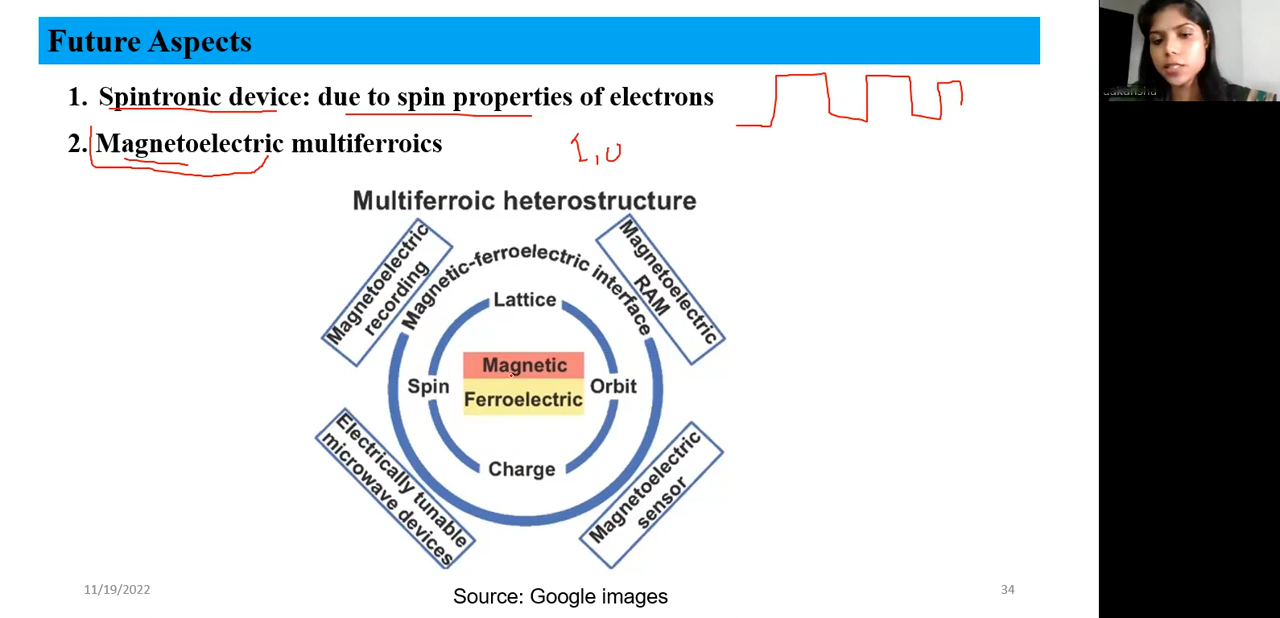 Future Aspects
1. Spintronic device: due to spin properties of electrons
2. Magnetoelectric multiferroics
1,0
Multiferroic heterostructure
Magnetoelectric
recording
Magnetic-ferroelectric interface
Magnetoelectric
RAM
Lattice
Magnetic
Spin
Orbit
Ferroelectric
Charge
Electrically tunable
microwave devices
Magnetoelectric
sensor
11/19/2022
Source: Google images
34